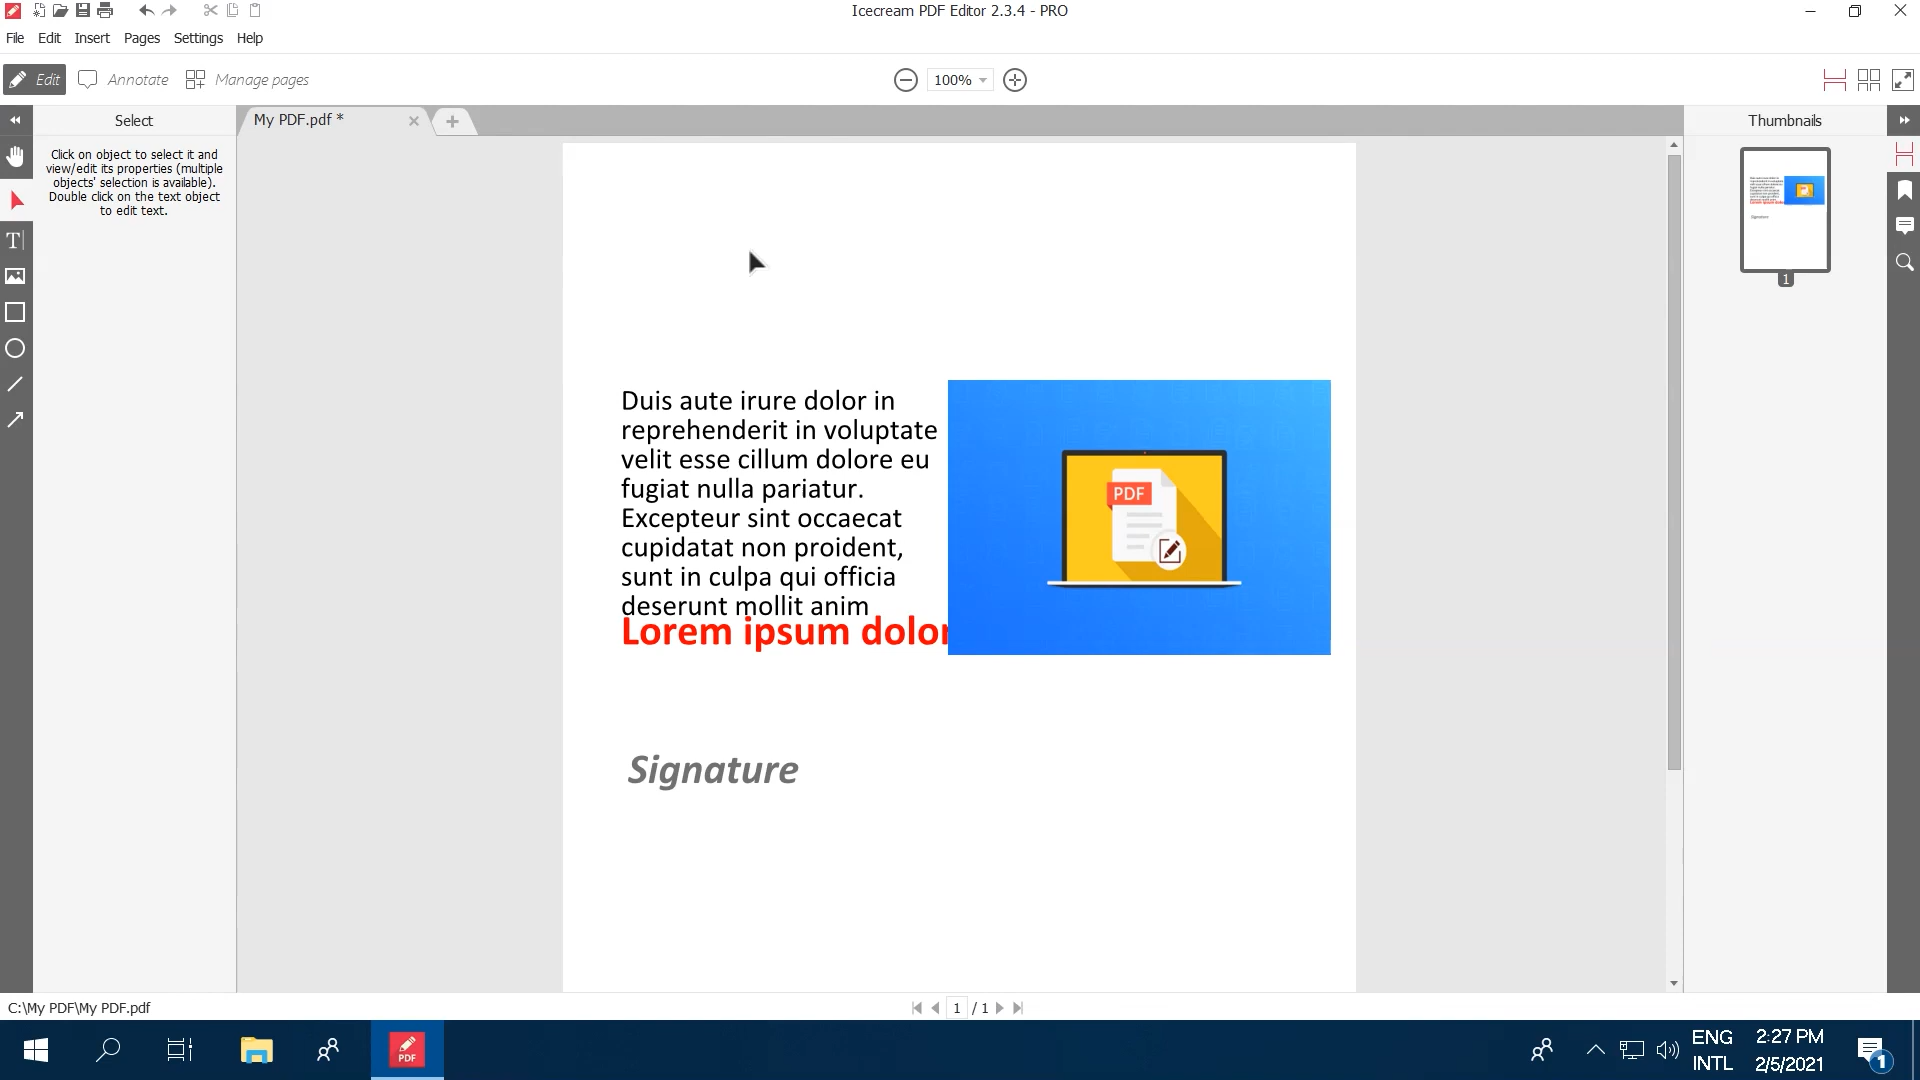 Icecream PDF Editor 2.3.4 - PRO
File Edit Insert Pages Settings Help
Edit Annotate Manage pages 100%
Select
My PDF.pdf *
Thumbnails
Click on object to select it and
view/edit its properties (multiple
objects' selection is available).
Double click on the text object
to edit text.
T
1
Duis aute irure dolor in
reprehenderit in voluptate
velit esse cillum dolore eu
fugiat nulla pariatur.
Excepteur sint occaecat
cupidatat non proident,
sunt in culpa qui officia
deserunt mollit anim
Lorem ipsum dolor
PDF
Signature
C:\My PDF\My PDF.pdf
1 / 1
PDF
ENG
INTL
2:27 PM
2/5/2021
1